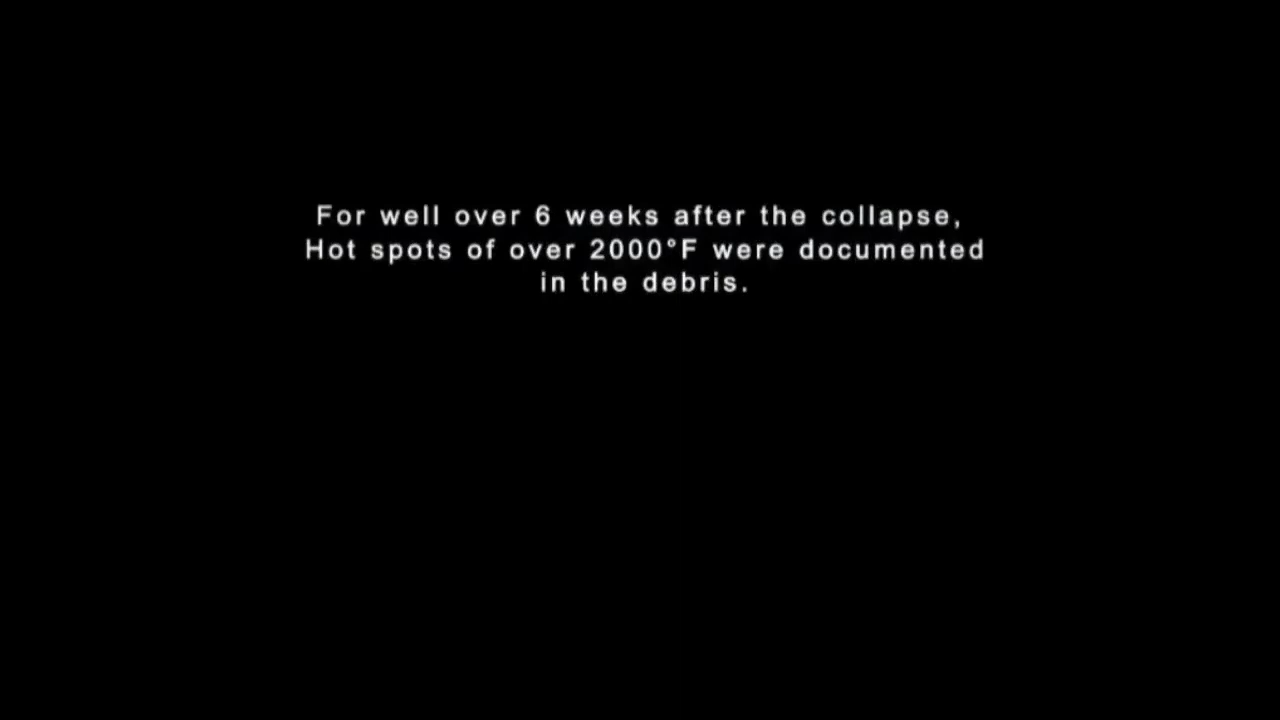 For well over 6 weeks after the collapse,
Hot spots of over 2000°F were documented
in the debris.